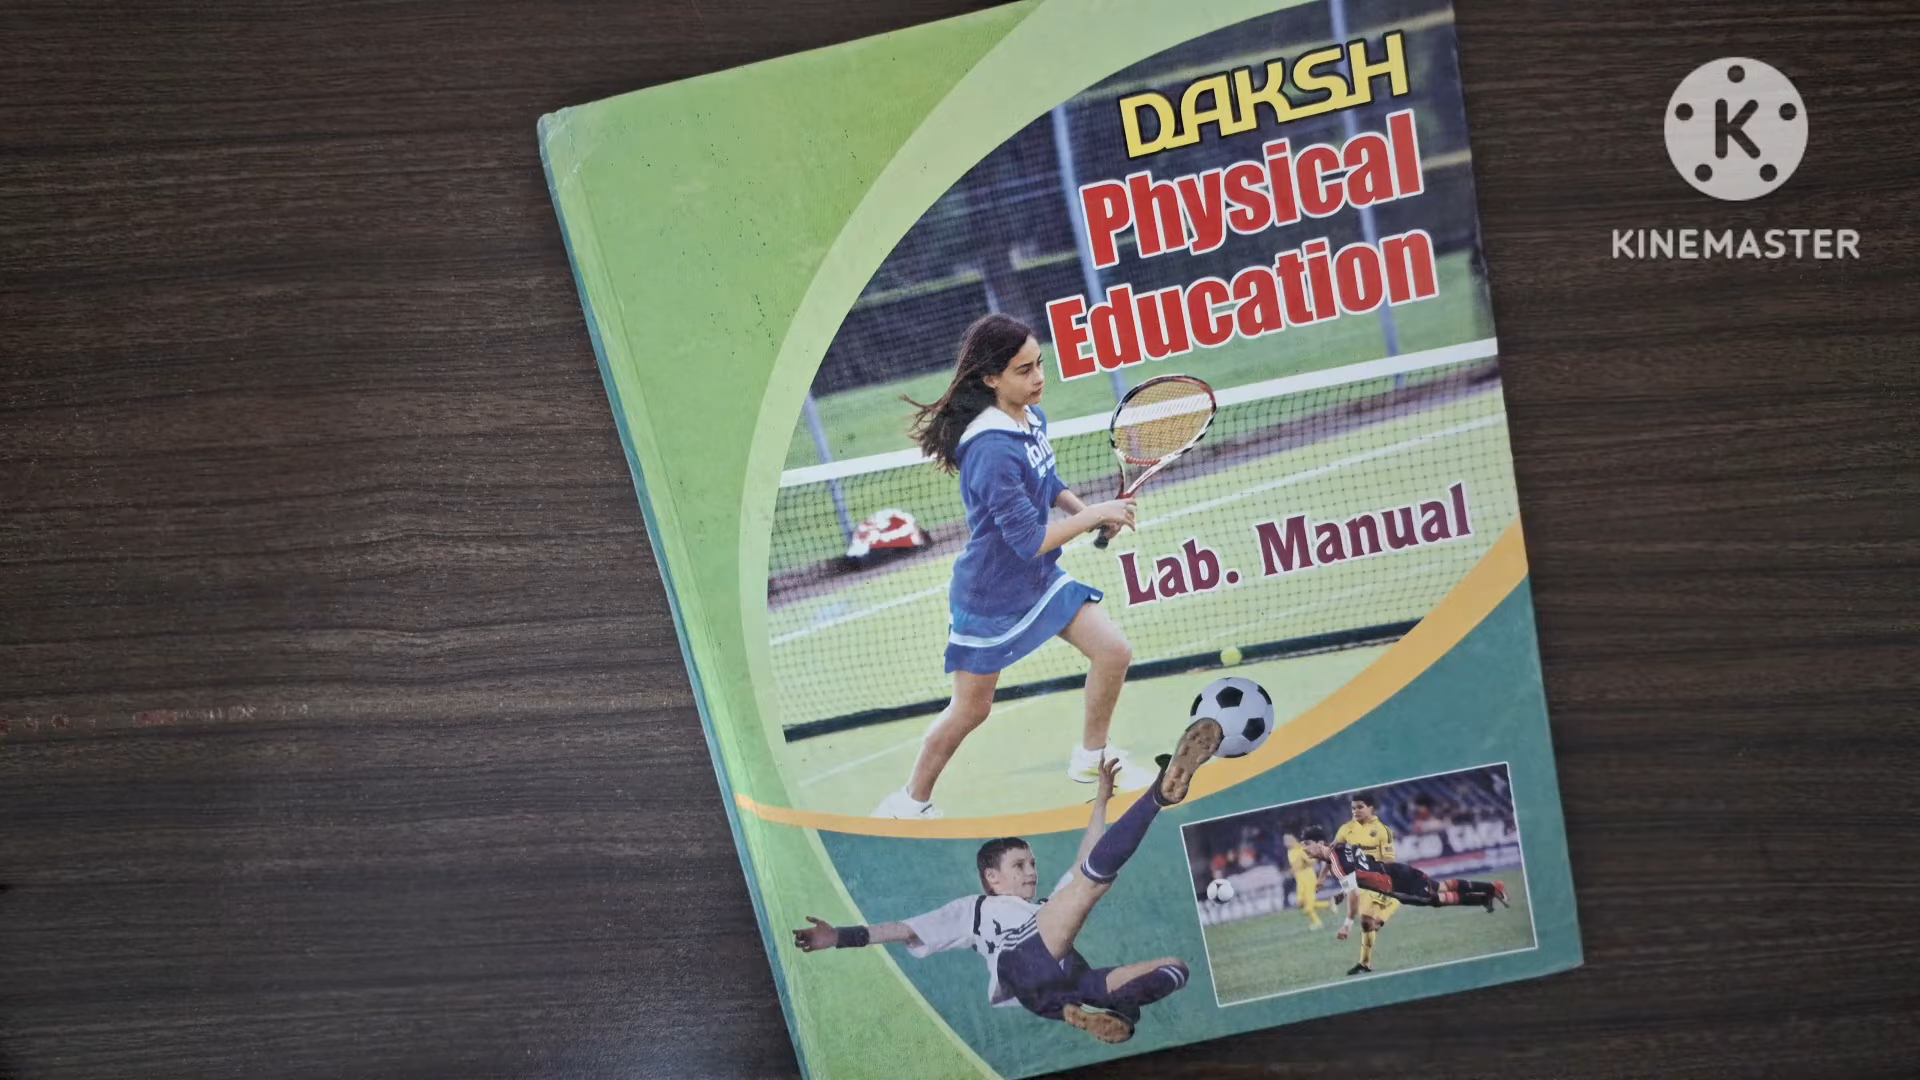 DAKSH
Physical
Education
Lab. Manual
K
KINEMASTER